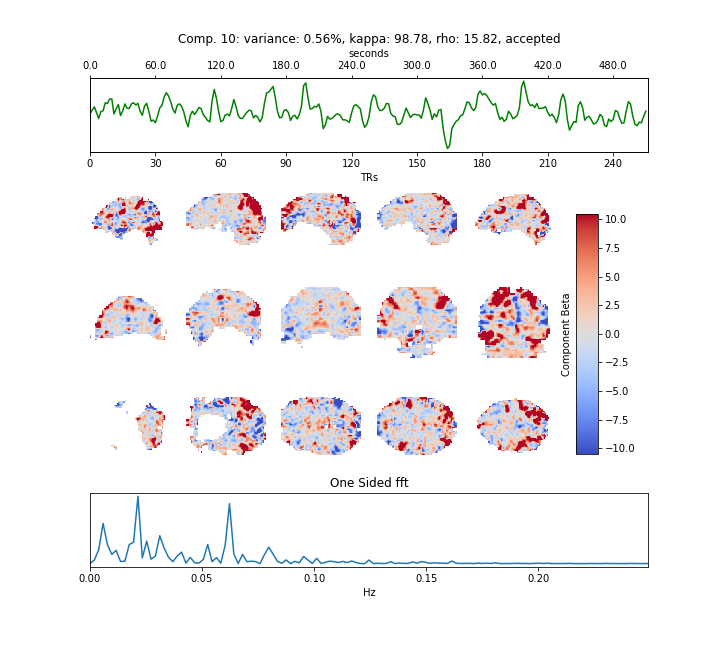 Comp. 10: variance: 0.56%, kappa: 98.78, rho: 15.82, accepted
seconds
0.0 60.0 120.0 180.0 240.0 300.0 360.0 420.0 480.0
0 30 60 90 120 150 180 210 240
TRs
10.0
7.5
5.0
2.5
0.0
−2.5
−5.0
−7.5
−10.0
Component Beta
One Sided fft
0.00 0.05 0.10 0.15 0.20
Hz